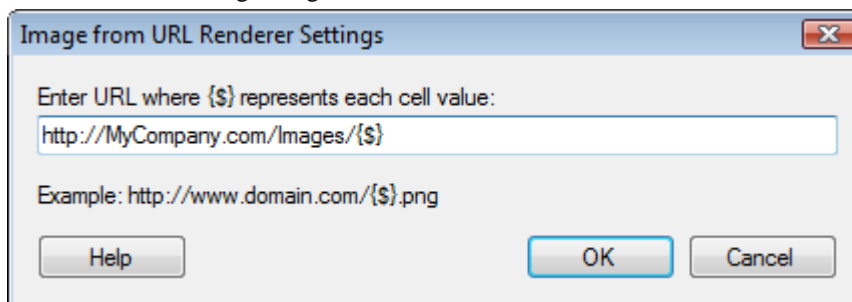 Image from URL Renderer Settings
Enter URL where {$} represents each cell value:
http://MyCompany.com/Images/{$}
Example: http://www.domain.com/{$}.png
Help OK Cancel